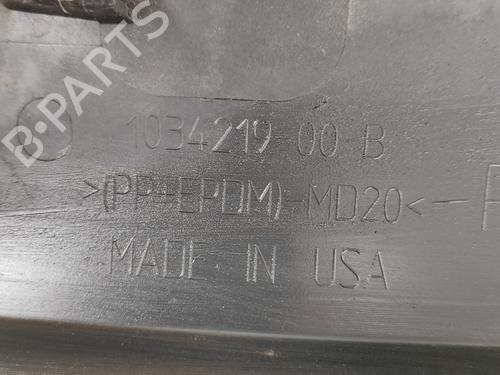 B-PARTS
1034219-00-B
>(PP+EPDM)-MD20<
MADE IN USA